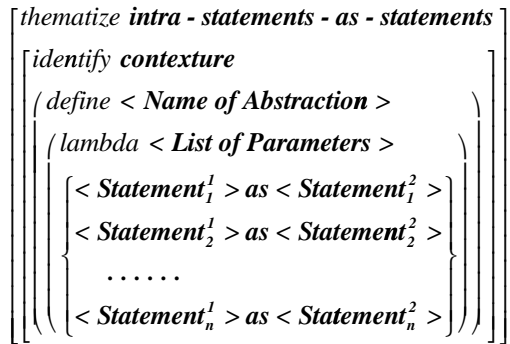 thematize intra - statements - as - statements
identify contexture
define < Name of Abstraction >
lambda < List of Parameters >
< Statement₁¹ > as < Statement₁² >
< Statement₂¹ > as < Statement₂² >
. . . . . .
< Statementₙ¹ > as < Statementₙ² >